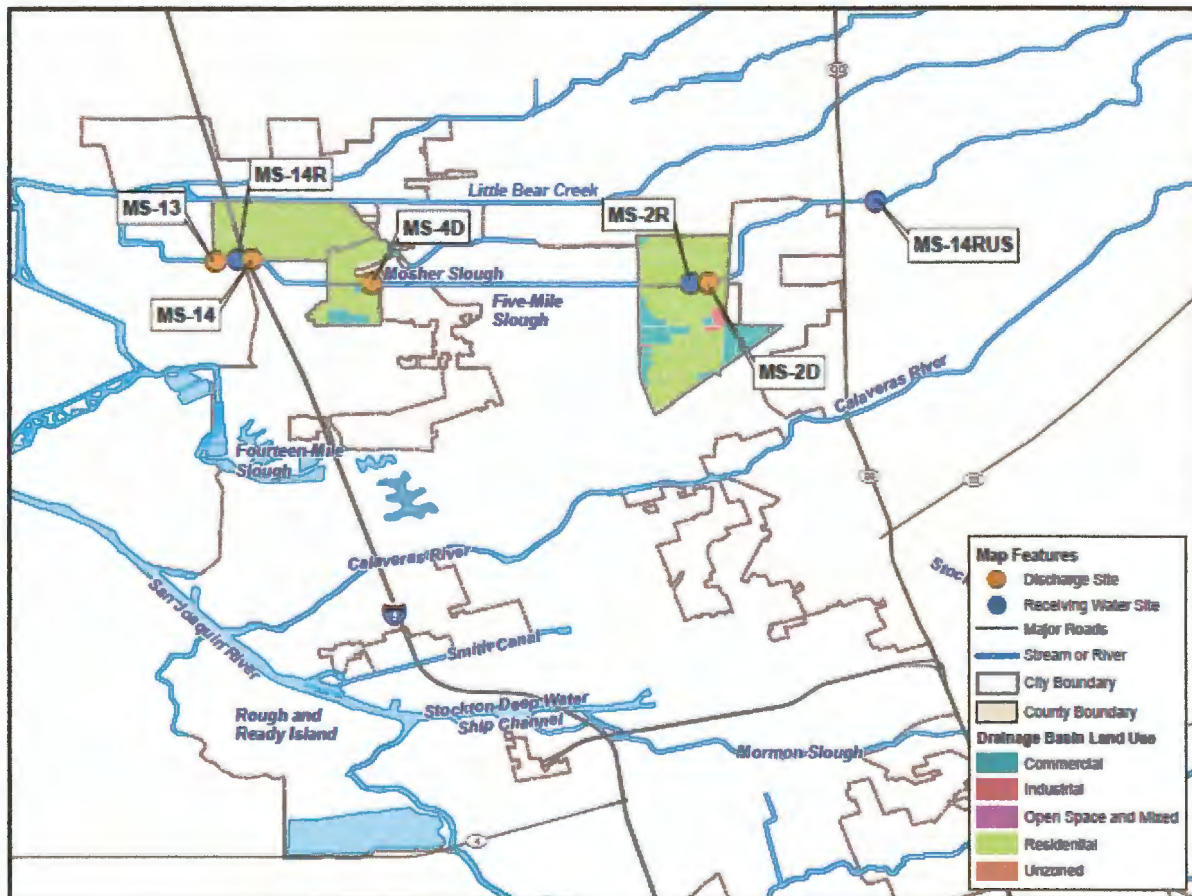 99
Little Bear Creek
MS-14R
MS-13
MS-4D
MS-2R
MS-14RUS
Mosher Slough
MS-14
Five-Mile
Slough
MS-2D
Calaveras River
Fourteen-Mile
Slough
Calaveras River
San Joaquin River
Smith Canal
Rough and
Ready Island
Stockton Deep Water
Ship Channel
Mormon Slough
4
Map Features
Discharge Site
Receiving Water Site
Major Roads
Stream or River
City Boundary
County Boundary
Drainage Basin Land Use
Commercial
Industrial
Open Space and Mixed
Residential
Unzoned